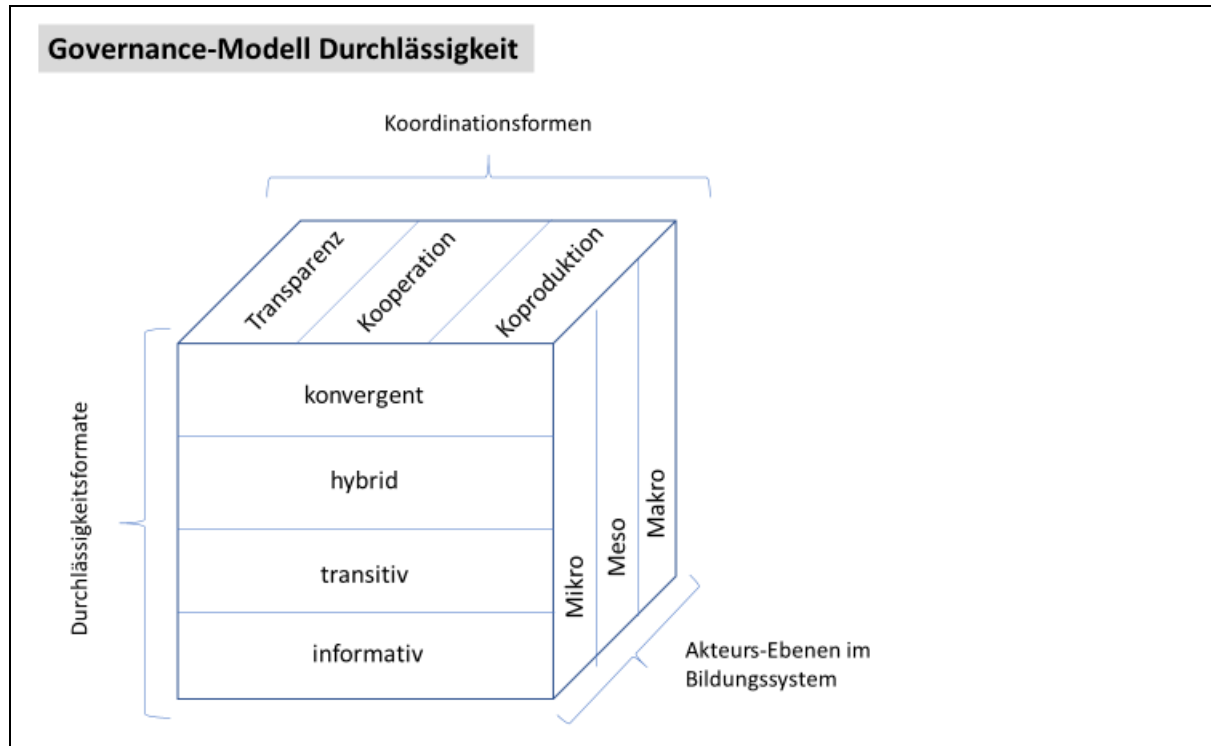 Governance-Modell Durchlässigkeit
Koordinationsformen
Transparenz
Kooperation
Koproduktion
Durchlässigkeitsformate
konvergent
hybrid
transitiv
informativ
Mikro
Meso
Makro
Akteurs-Ebenen im
Bildungssystem